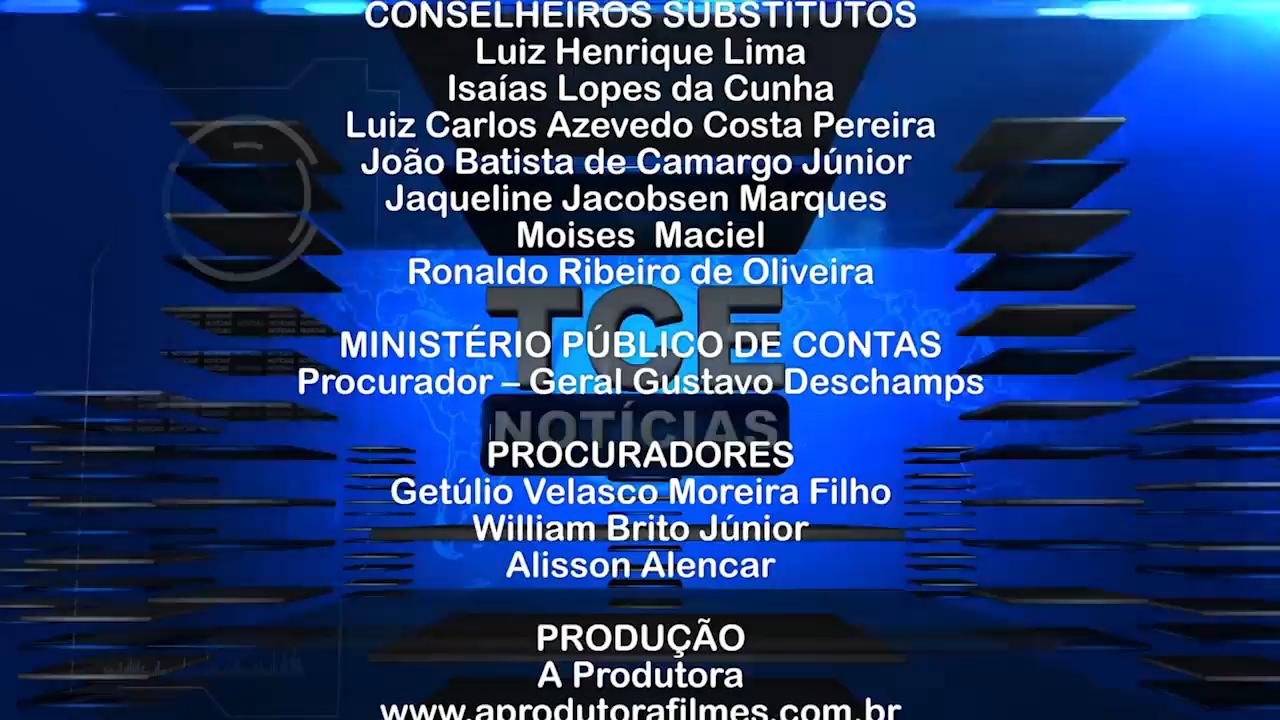 CONSELHEIROS SUBSTITUTOS
Luiz Henrique Lima
Isaías Lopes da Cunha
Luiz Carlos Azevedo Costa Pereira
João Batista de Camargo Júnior
Jaqueline Jacobsen Marques
Moises  Maciel
Ronaldo Ribeiro de Oliveira
TCE
MINISTÉRIO PÚBLICO DE CONTAS
Procurador – Geral Gustavo Deschamps
NOTÍCIAS
PROCURADORES
Getúlio Velasco Moreira Filho
William Brito Júnior
Alisson Alencar
PRODUÇÃO
A Produtora
www.aprodutorafilmes.com.br